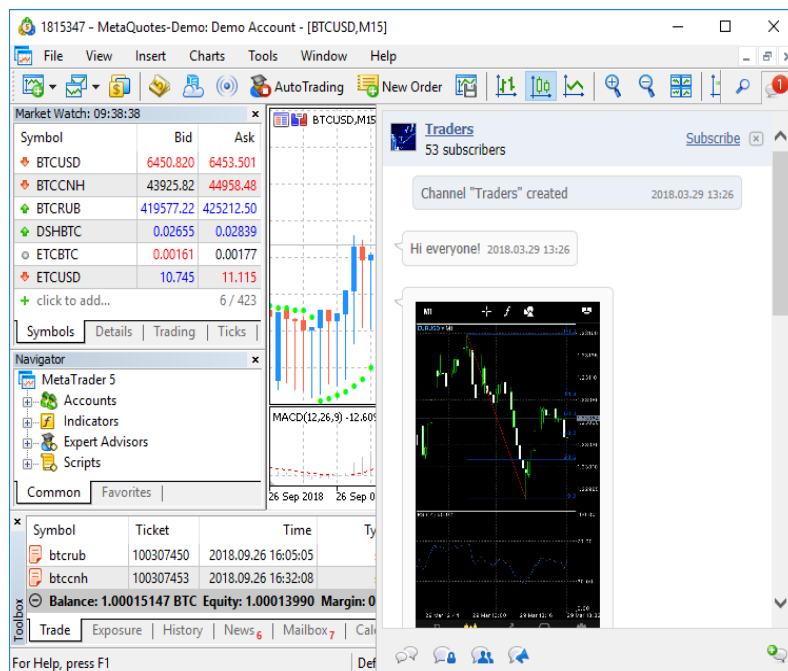 1815347 - MetaQuotes-Demo: Demo Account - [BTCUSD,M15]
File View Insert Charts Tools Window Help
AutoTrading New Order 1
Market Watch: 09:38:38
Symbol Bid Ask
BTCUSD 6450.820 6453.501
BTCCNH 43925.82 44958.48
BTCRUB 419577.22 425212.50
DSHBTC 0.02655 0.02839
ETCBTC 0.00161 0.00177
ETCUSD 10.745 11.115
click to add... 6 / 423
Symbols Details Trading Ticks
Navigator
MetaTrader 5
Accounts
Indicators
Expert Advisors
Scripts
Common Favorites
BTCUSD,M15
MACD(12,26,9) -12.609
26 Sep 2018 26 Sep 0
Traders
53 subscribers
Subscribe
Channel "Traders" created 2018.03.29 13:26
Hi everyone! 2018.03.29 13:26
M1
EURUSD • M1
Symbol Ticket Time Ty
btcrub 100307450 2018.09.26 16:05:05
btccnh 100307453 2018.09.26 16:32:08
Balance: 1.00015147 BTC Equity: 1.00013990 Margin: 0
Toolbox
Trade Exposure History News 6 Mailbox 7 Cale
For Help, press F1 Def